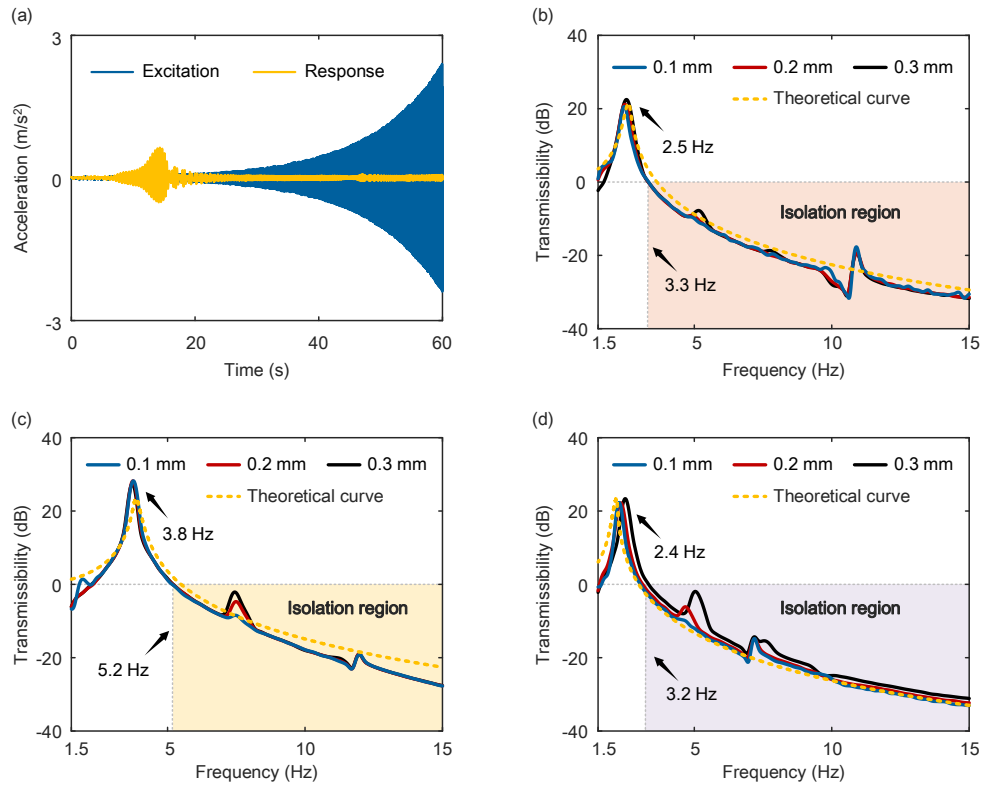 (a)
3
Excitation Response
Acceleration (m/s²)
0
-3
0 20 40 60
Time (s)
(b)
40
0.1 mm 0.2 mm 0.3 mm
Theoretical curve
20
2.5 Hz
Transmissibility (dB)
0
Isolation region
-20
3.3 Hz
-40
1.5 5 10 15
Frequency (Hz)
(c)
40
0.1 mm 0.2 mm 0.3 mm
Theoretical curve
20
3.8 Hz
Transmissibility (dB)
0
Isolation region
-20
5.2 Hz
-40
1.5 5 10 15
Frequency (Hz)
(d)
40
0.1 mm 0.2 mm 0.3 mm
Theoretical curve
20
2.4 Hz
Transmissibility (dB)
0
Isolation region
-20
3.2 Hz
-40
1.5 5 10 15
Frequency (Hz)